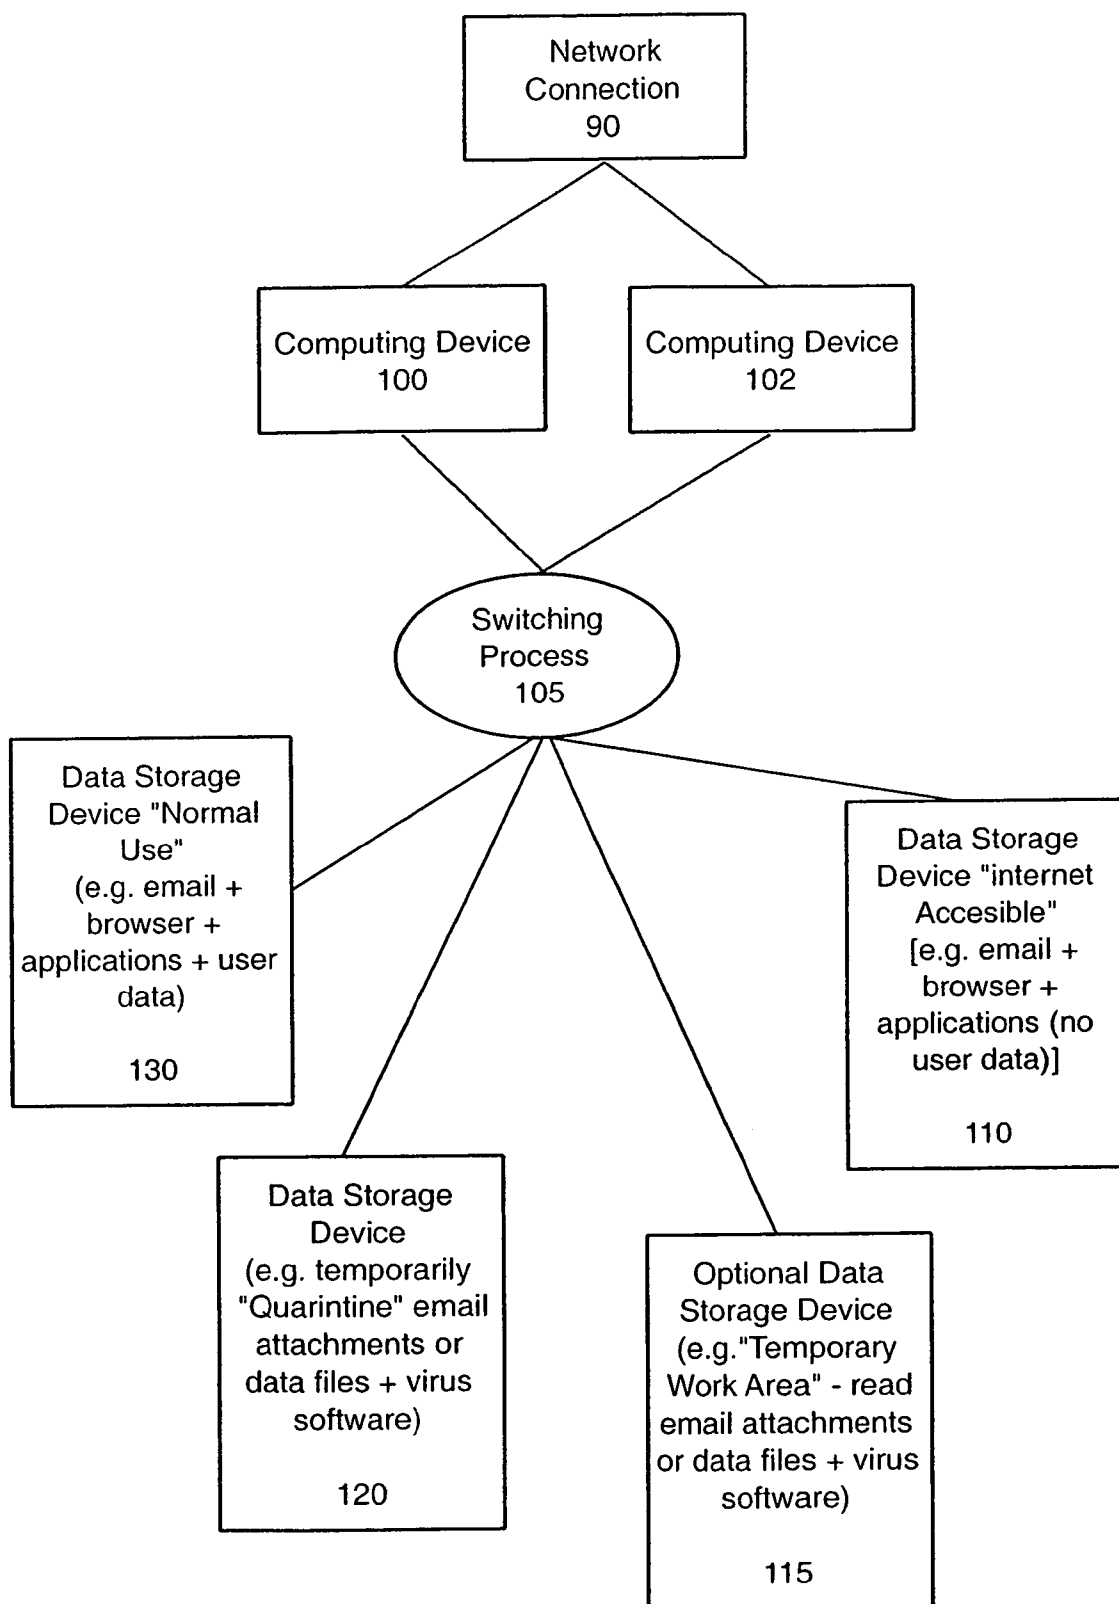 Network
Connection
90
Computing Device
100
Computing Device
102
Switching
Process
105
Data Storage
Device "Normal
Use"
(e.g. email +
browser +
applications + user
data)
130
Data Storage
Device "internet
Accesible"
[e.g. email +
browser +
applications (no
user data)]
110
Data Storage
Device
(e.g. temporarily
"Quarintine" email
attachments or
data files + virus
software)
120
Optional Data
Storage Device
(e.g."Temporary
Work Area" - read
email attachments
or data files + virus
software)
115